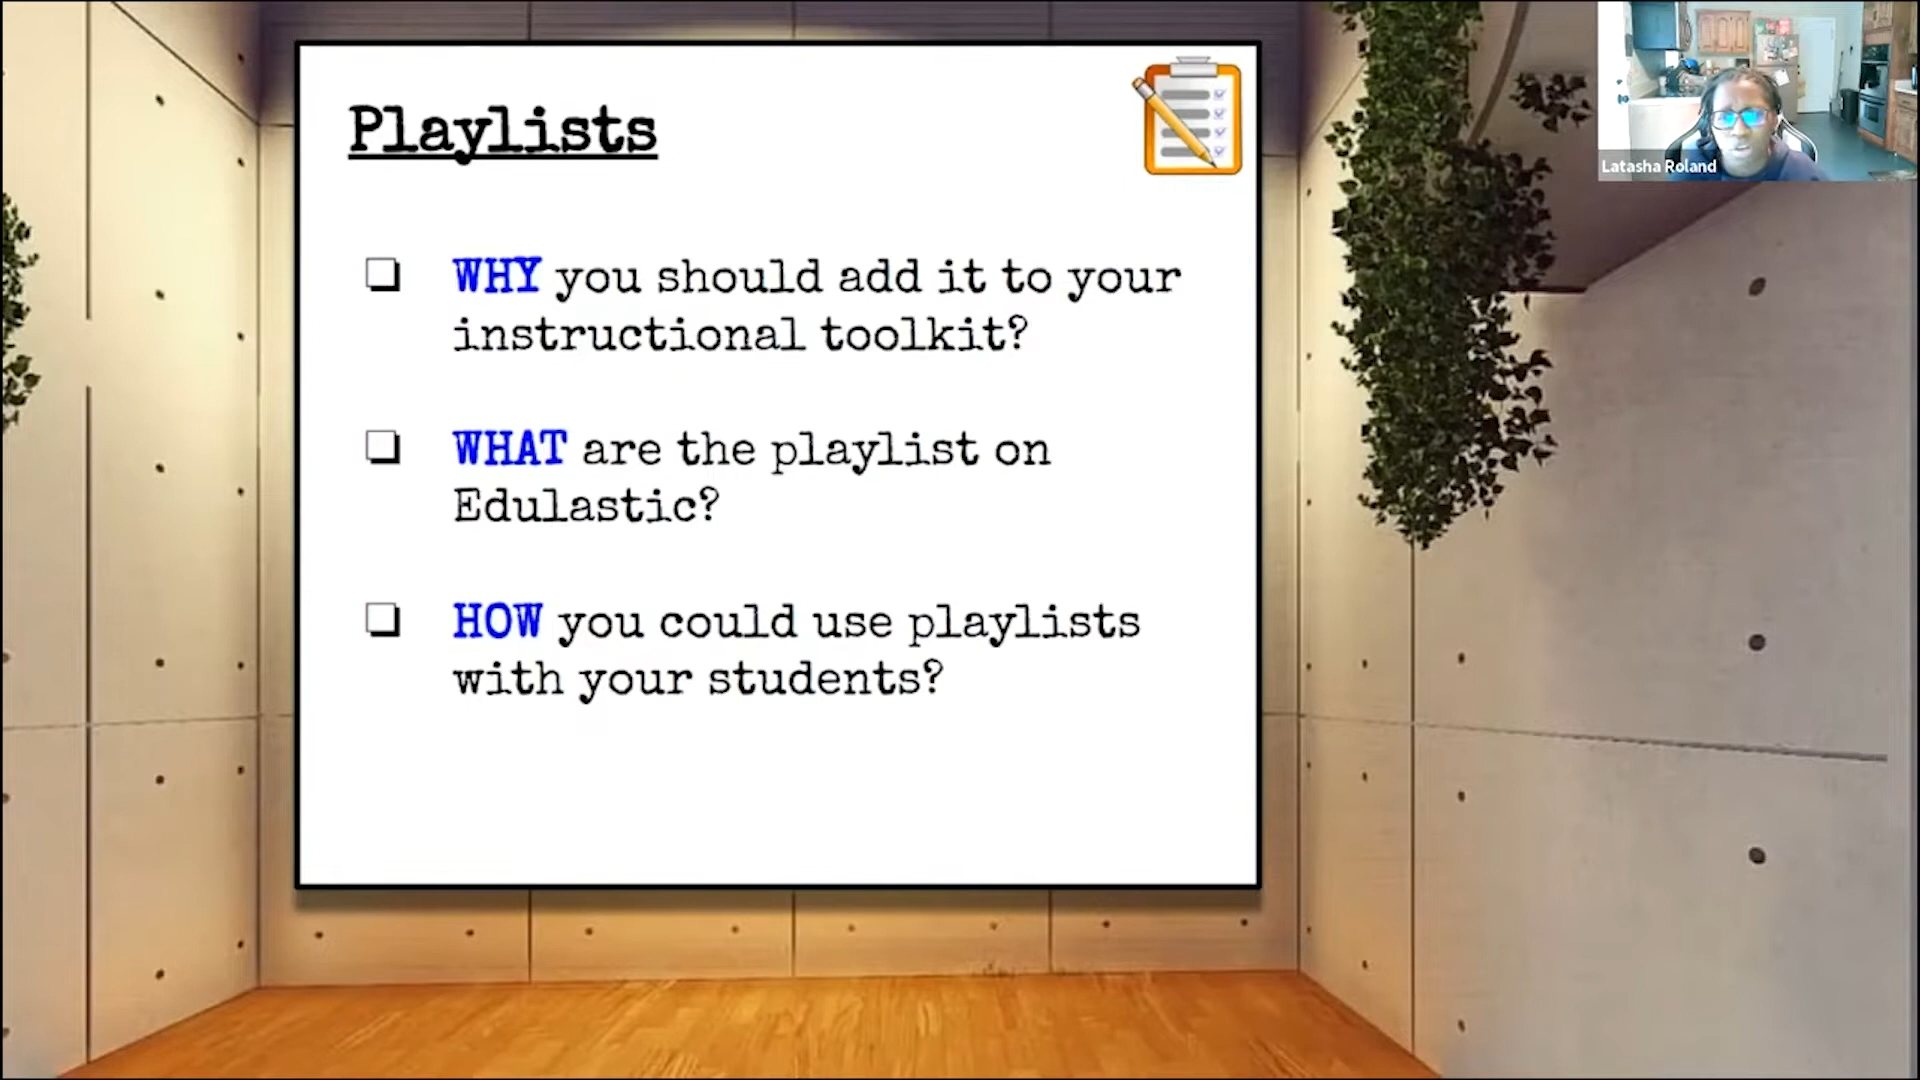 Playlists
WHY you should add it to your
instructional toolkit?
WHAT are the playlist on
Edulastic?
HOW you could use playlists
with your students?
Latasha Roland